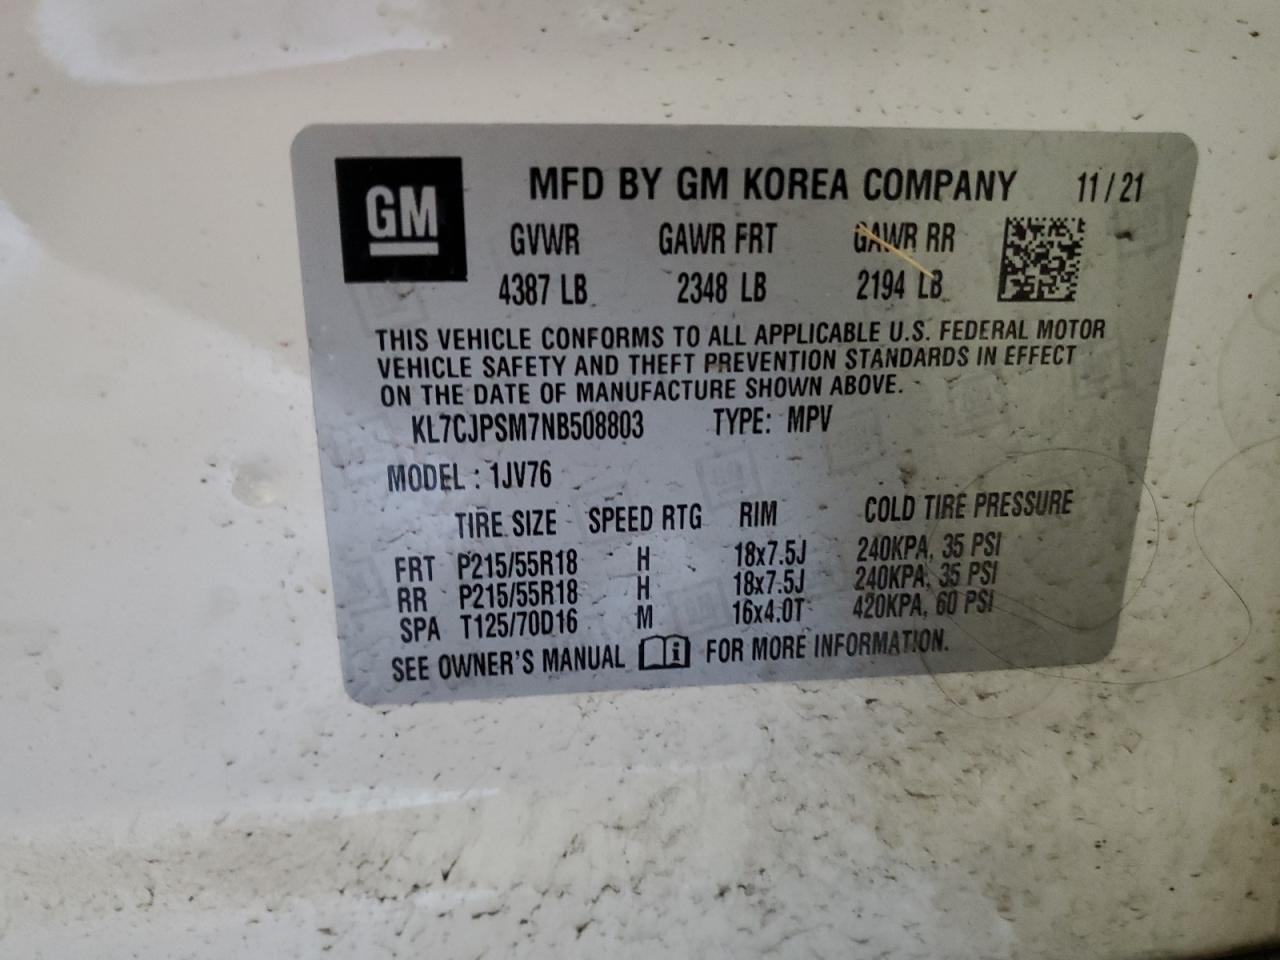 GM
MFD BY GM KOREA COMPANY 11/21
GVWR GAWR FRT GAWR RR
4387 LB 2348 LB 2194 LB
THIS VEHICLE CONFORMS TO ALL APPLICABLE U.S. FEDERAL MOTOR
VEHICLE SAFETY AND THEFT PREVENTION STANDARDS IN EFFECT
ON THE DATE OF MANUFACTURE SHOWN ABOVE.
KL7CJPSM7NB508803 TYPE: MPV
MODEL : 1JV76
TIRE SIZE SPEED RTG RIM COLD TIRE PRESSURE
FRT P215/55R18 H 18x7.5J 240KPA, 35 PSI
RR P215/55R18 H 18x7.5J 240KPA, 35 PSI
SPA T125/70D16 M 16x4.0T 420KPA, 60 PSI
SEE OWNER'S MANUAL i FOR MORE INFORMATION.